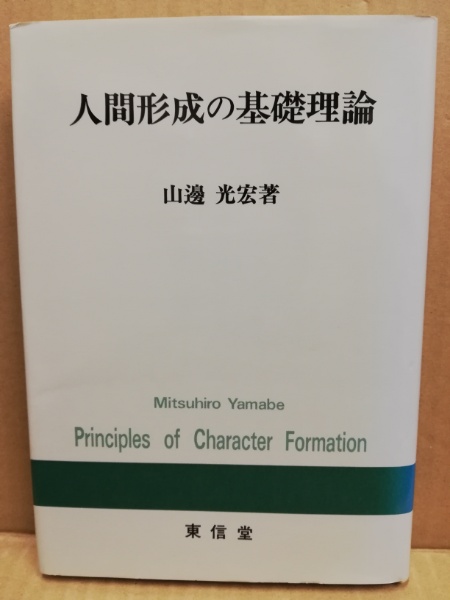 人間形成の基礎理論
山邊 光宏著
Mitsuhiro Yamabe
Principles of Character Formation
東信堂